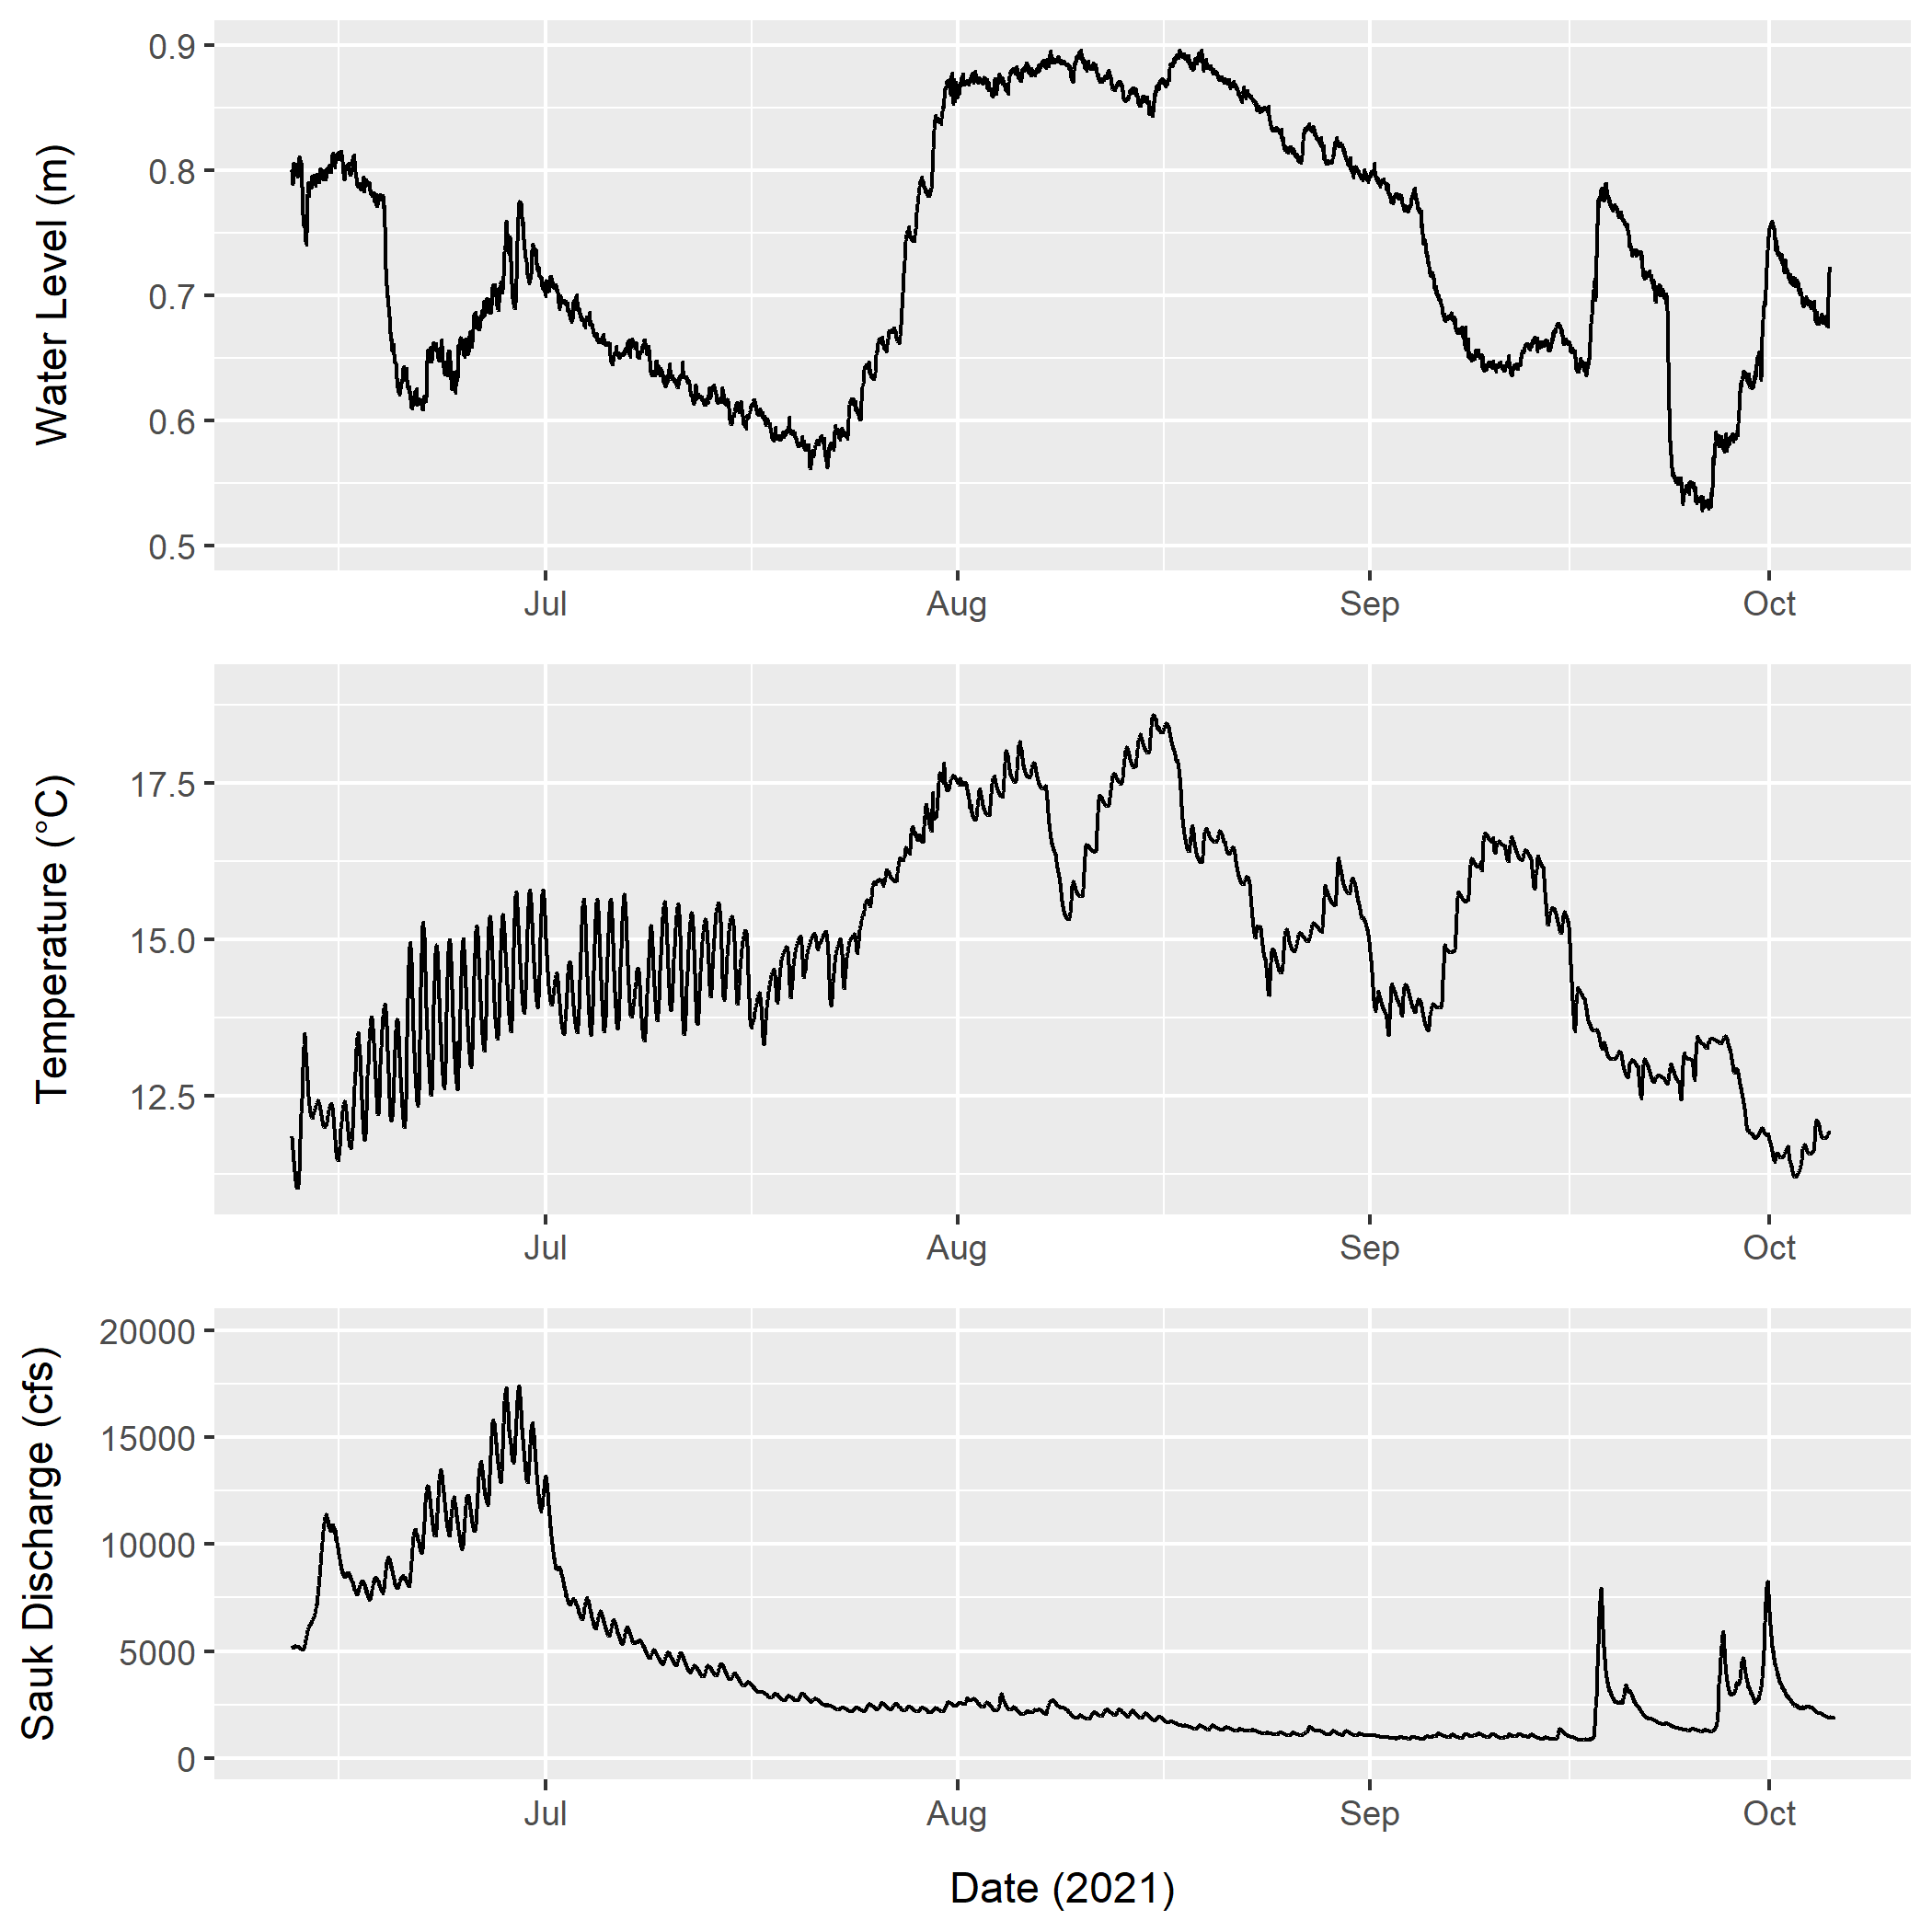 Water Level (m)
0.9
0.8
0.7
0.6
0.5
Jul Aug Sep Oct
Temperature (°C)
17.5
15.0
12.5
Jul Aug Sep Oct
Sauk Discharge (cfs)
20000
15000
10000
5000
0
Jul Aug Sep Oct
Date (2021)